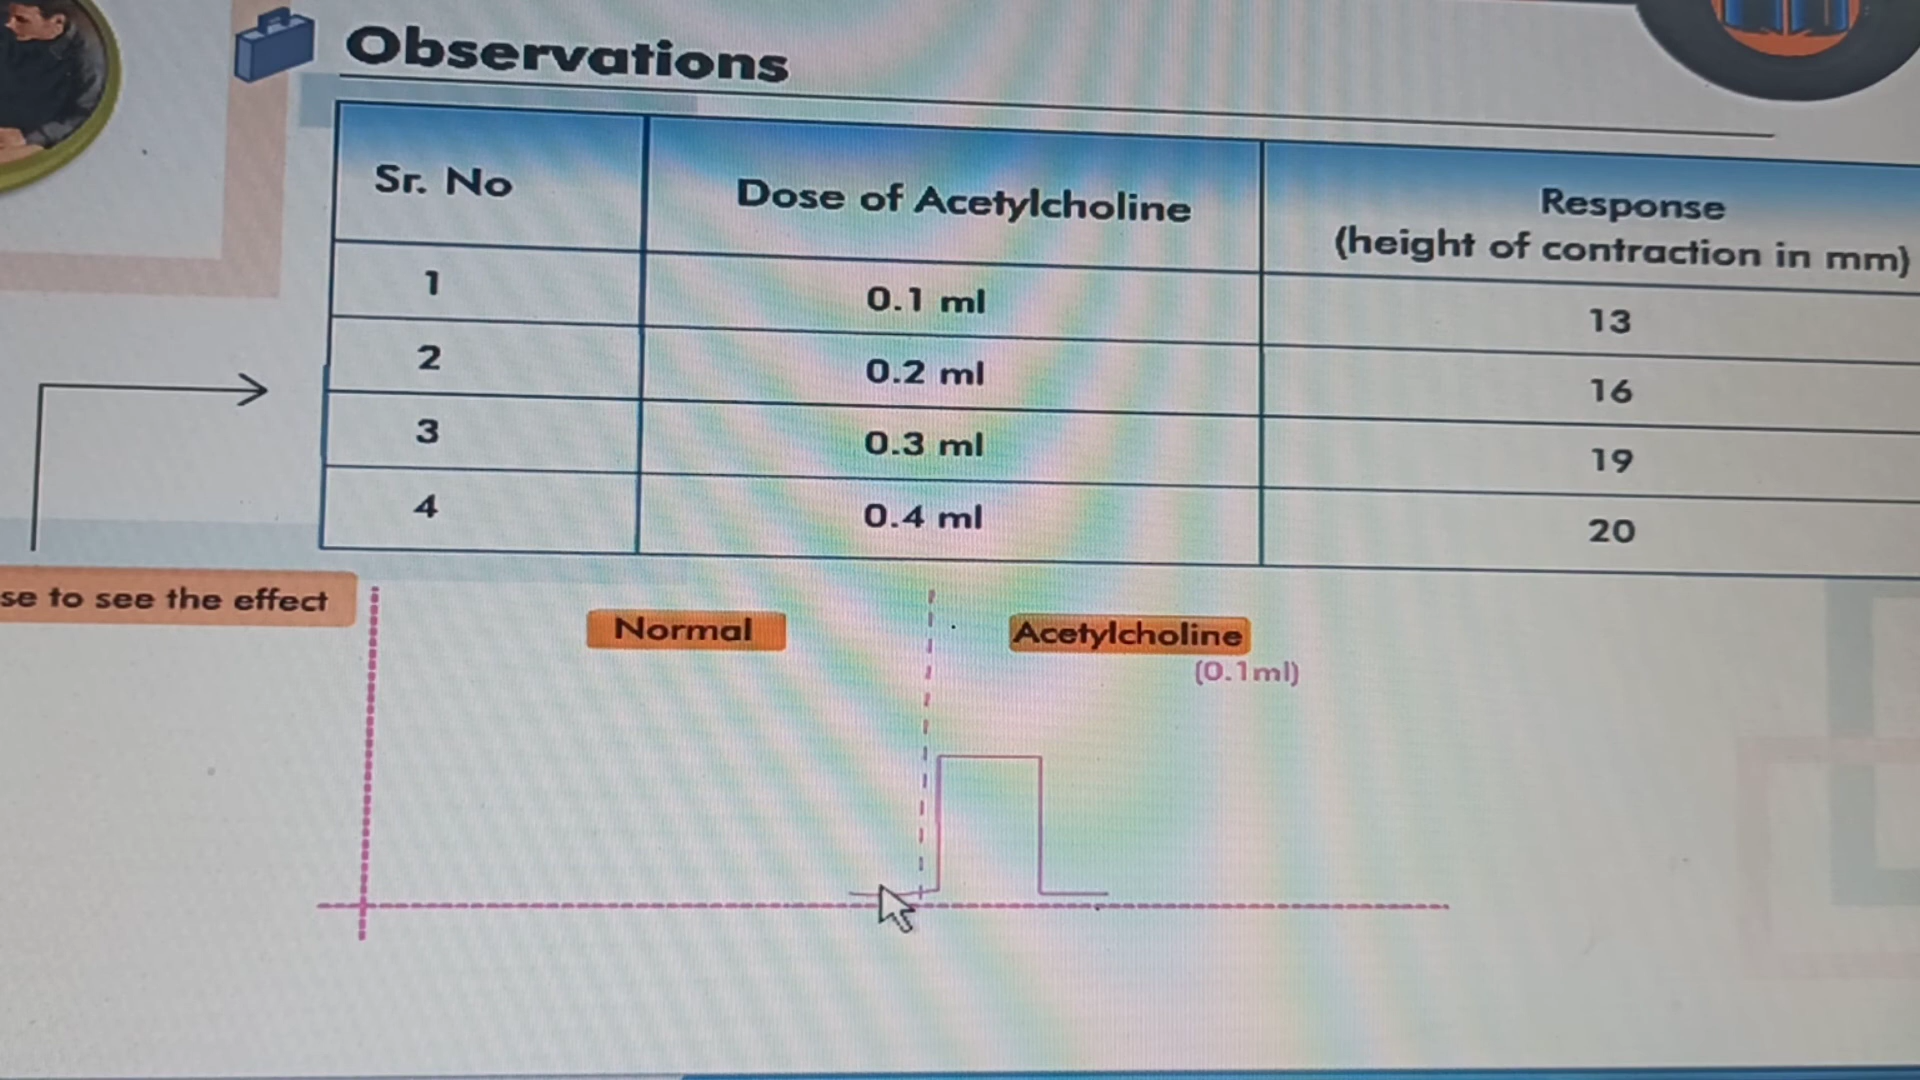 Observations
Sr. No
Dose of Acetylcholine
Response
(height of contraction in mm)
1
0.1 ml
13
2
0.2 ml
16
3
0.3 ml
19
4
0.4 ml
20
se to see the effect
Normal
Acetylcholine
(0.1ml)